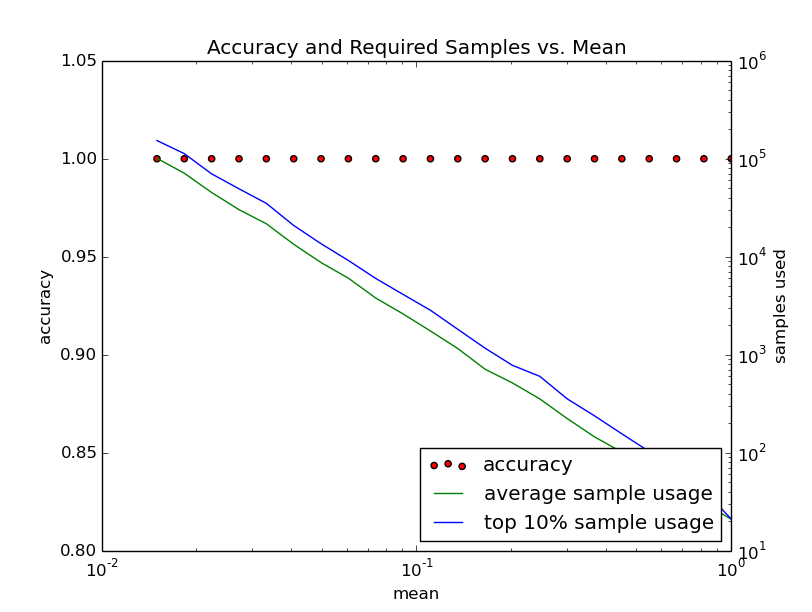 Accuracy and Required Samples vs. Mean
1.05
1.00
0.95
0.90
0.85
0.80
accuracy
10^6
10^5
10^4
10^3
10^2
10^1
samples used
accuracy
average sample usage
top 10% sample usage
10^-2 10^-1 10^0
mean